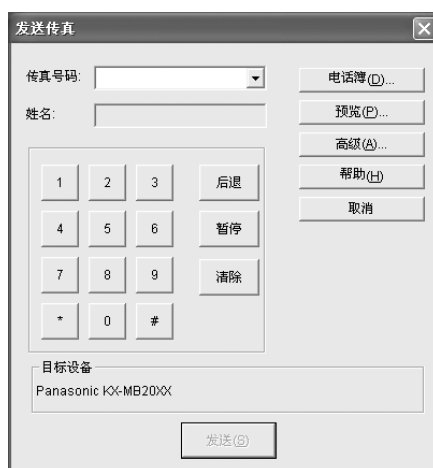 发送传真
传真号码:
姓名:
电话簿(D)...
预览(P)...
高级(A)...
帮助(H)
取消
1 2 3 后退
4 5 6 暂停
7 8 9 清除
* 0 #
目标设备
Panasonic KX-MB20XX
发送(S)